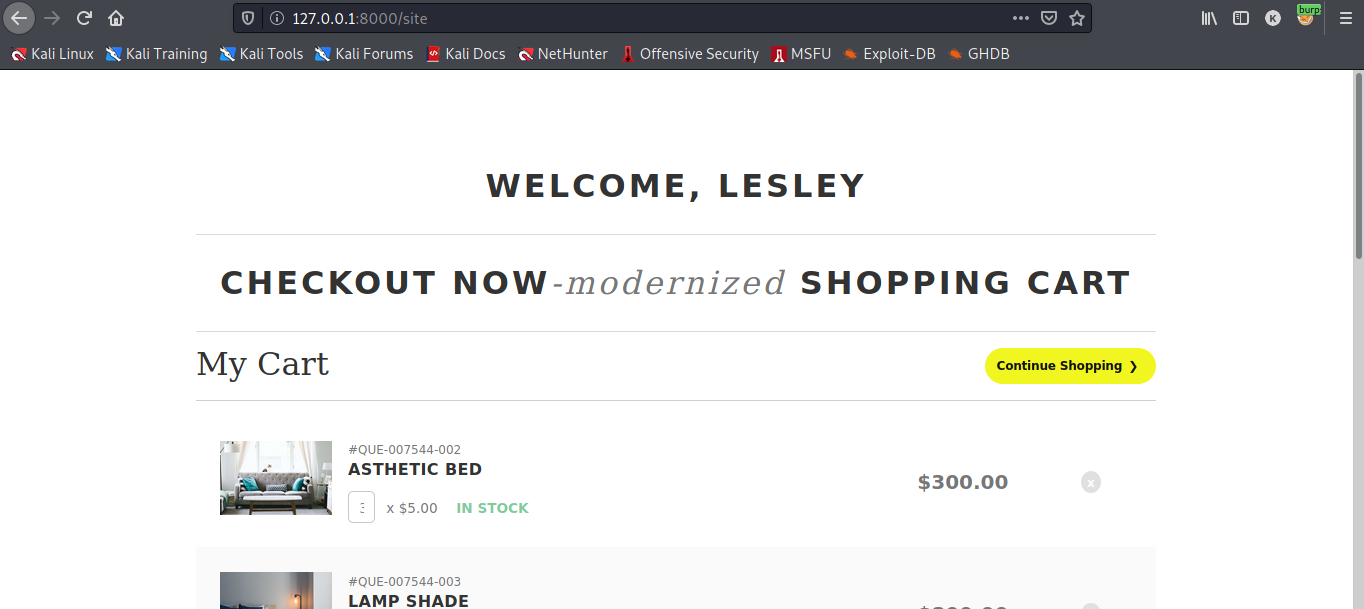 127.0.0.1:8000/site
K
burp
Kali Linux Kali Training Kali Tools Kali Forums Kali Docs NetHunter Offensive Security MSFU Exploit-DB GHDB
WELCOME, LESLEY
CHECKOUT NOW-modernized SHOPPING CART
My Cart
Continue Shopping ❯
#QUE-007544-002
ASTHETIC BED
$300.00
x
x $5.00 IN STOCK
#QUE-007544-003
LAMP SHADE